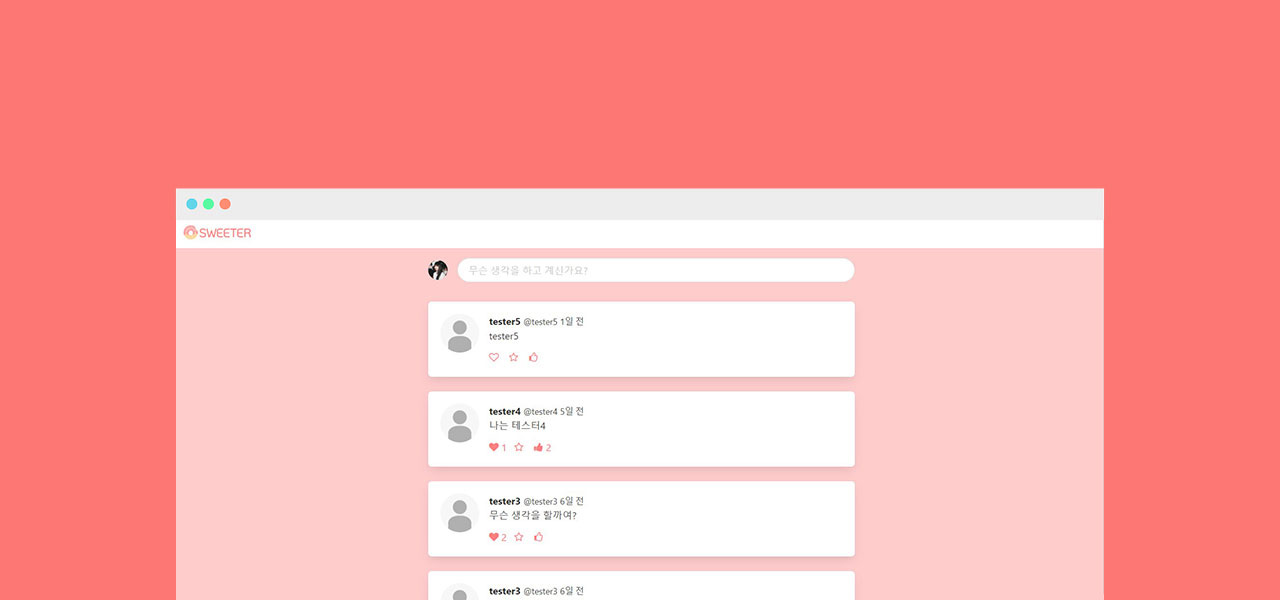 SWEETER
무슨 생각을 하고 계신가요?
tester5 @tester5 1일 전
tester5
tester4 @tester4 5일 전
나는 테스터4
1 2
tester3 @tester3 6일 전
무슨 생각을 할까여?
2
tester3 @tester3 6일 전